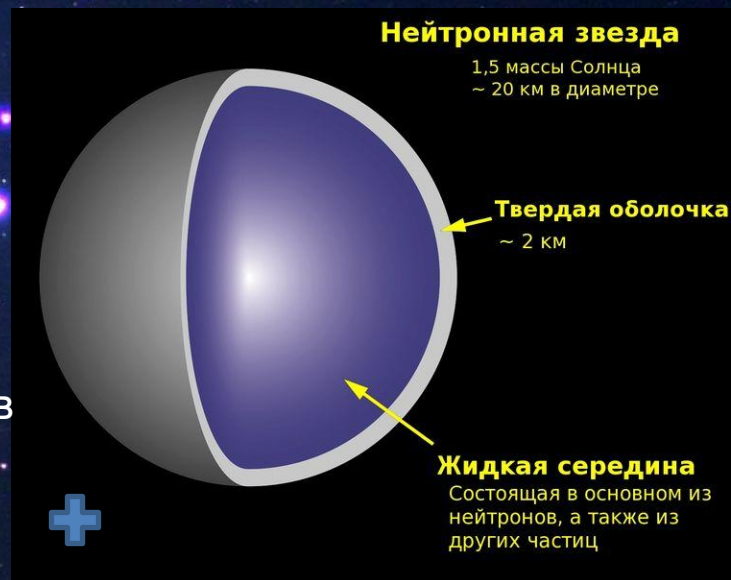 Нейтронная звезда
1,5 массы Солнца
~ 20 км в диаметре
Твердая оболочка
~ 2 км
в
Жидкая середина
Состоящая в основном из
нейтронов, а также из
других частиц